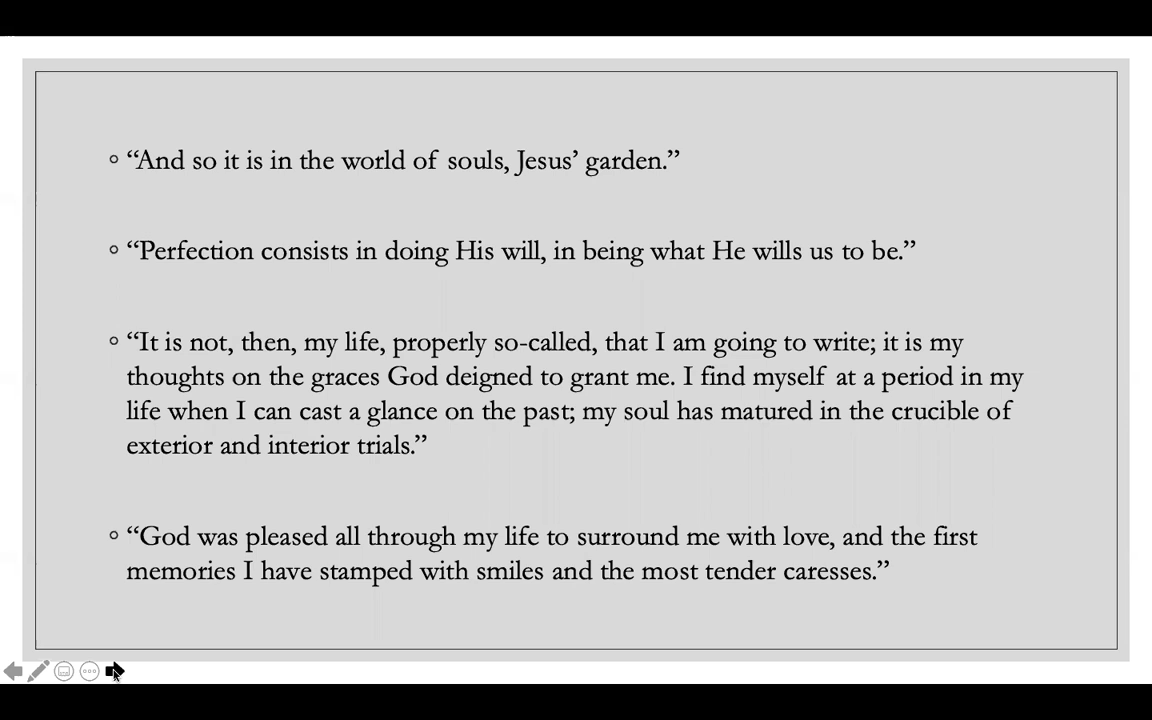 “And so it is in the world of souls, Jesus’ garden.”
“Perfection consists in doing His will, in being what He wills us to be.”
“It is not, then, my life, properly so-called, that I am going to write; it is my
thoughts on the graces God deigned to grant me. I find myself at a period in my
life when I can cast a glance on the past; my soul has matured in the crucible of
exterior and interior trials.”
“God was pleased all through my life to surround me with love, and the first
memories I have stamped with smiles and the most tender caresses.”